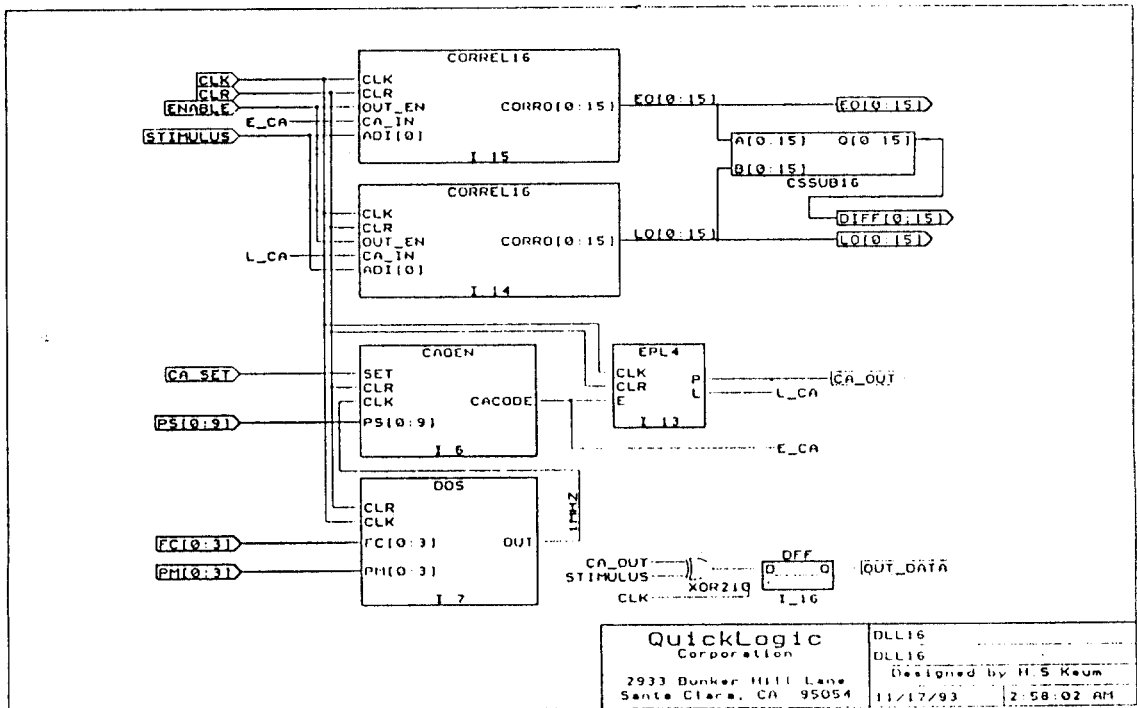 CORREL16
CLK
CLR
ENABLE
E_CA
STIMULUS
CLK
CLR
OUT_EN
CA_IN
ADI[0]
CORRO[0:15]
I_15
EO[0:15]
EO[0:15]
A[0:15] Q[0:15]
B[0:15]
CSSUB16
DIFF[0:15]
LO[0:15]
LO[0:15]
CORREL16
CLK
CLR
OUT_EN
CA_IN
ADI[0]
CORRO[0:15]
L_CA
I_14
CAGEN
CA_SET
PS[0:9]
SET
CLR
CLK
PS[0:9]
CACODE
I_6
EPL4
CLK
CLR
E
P
L
I_13
CA_OUT
L_CA
E_CA
DOS
CLR
CLK
FC[0:3]
PM[0:3]
FC[0:3]
PM[0:3]
OUT
I_7
1MHZ
CA_OUT
STIMULUS
CLK
XOR2I0
DFF
D Q
I_16
OUT_DATA
QuickLogic
Corporation
2933 Bunker Hill Lane
Santa Clara, CA 95054
DLL16
DLL16
Designed by H.S Keum
11/17/93 2:58:02 AM